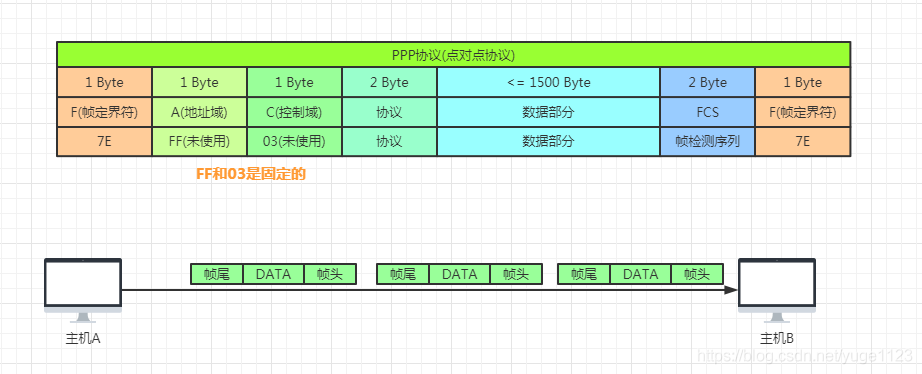 PPP协议(点对点协议)
1 Byte 1 Byte 1 Byte 2 Byte <= 1500 Byte 2 Byte 1 Byte
F(帧定界符) A(地址域) C(控制域) 协议 数据部分 FCS F(帧定界符)
7E FF(未使用) 03(未使用) 协议 数据部分 帧检测序列 7E
FF和03是固定的
帧尾 DATA 帧头 帧尾 DATA 帧头 帧尾 DATA 帧头
主机A 主机B
https://blog.csdn.net/yuge1123